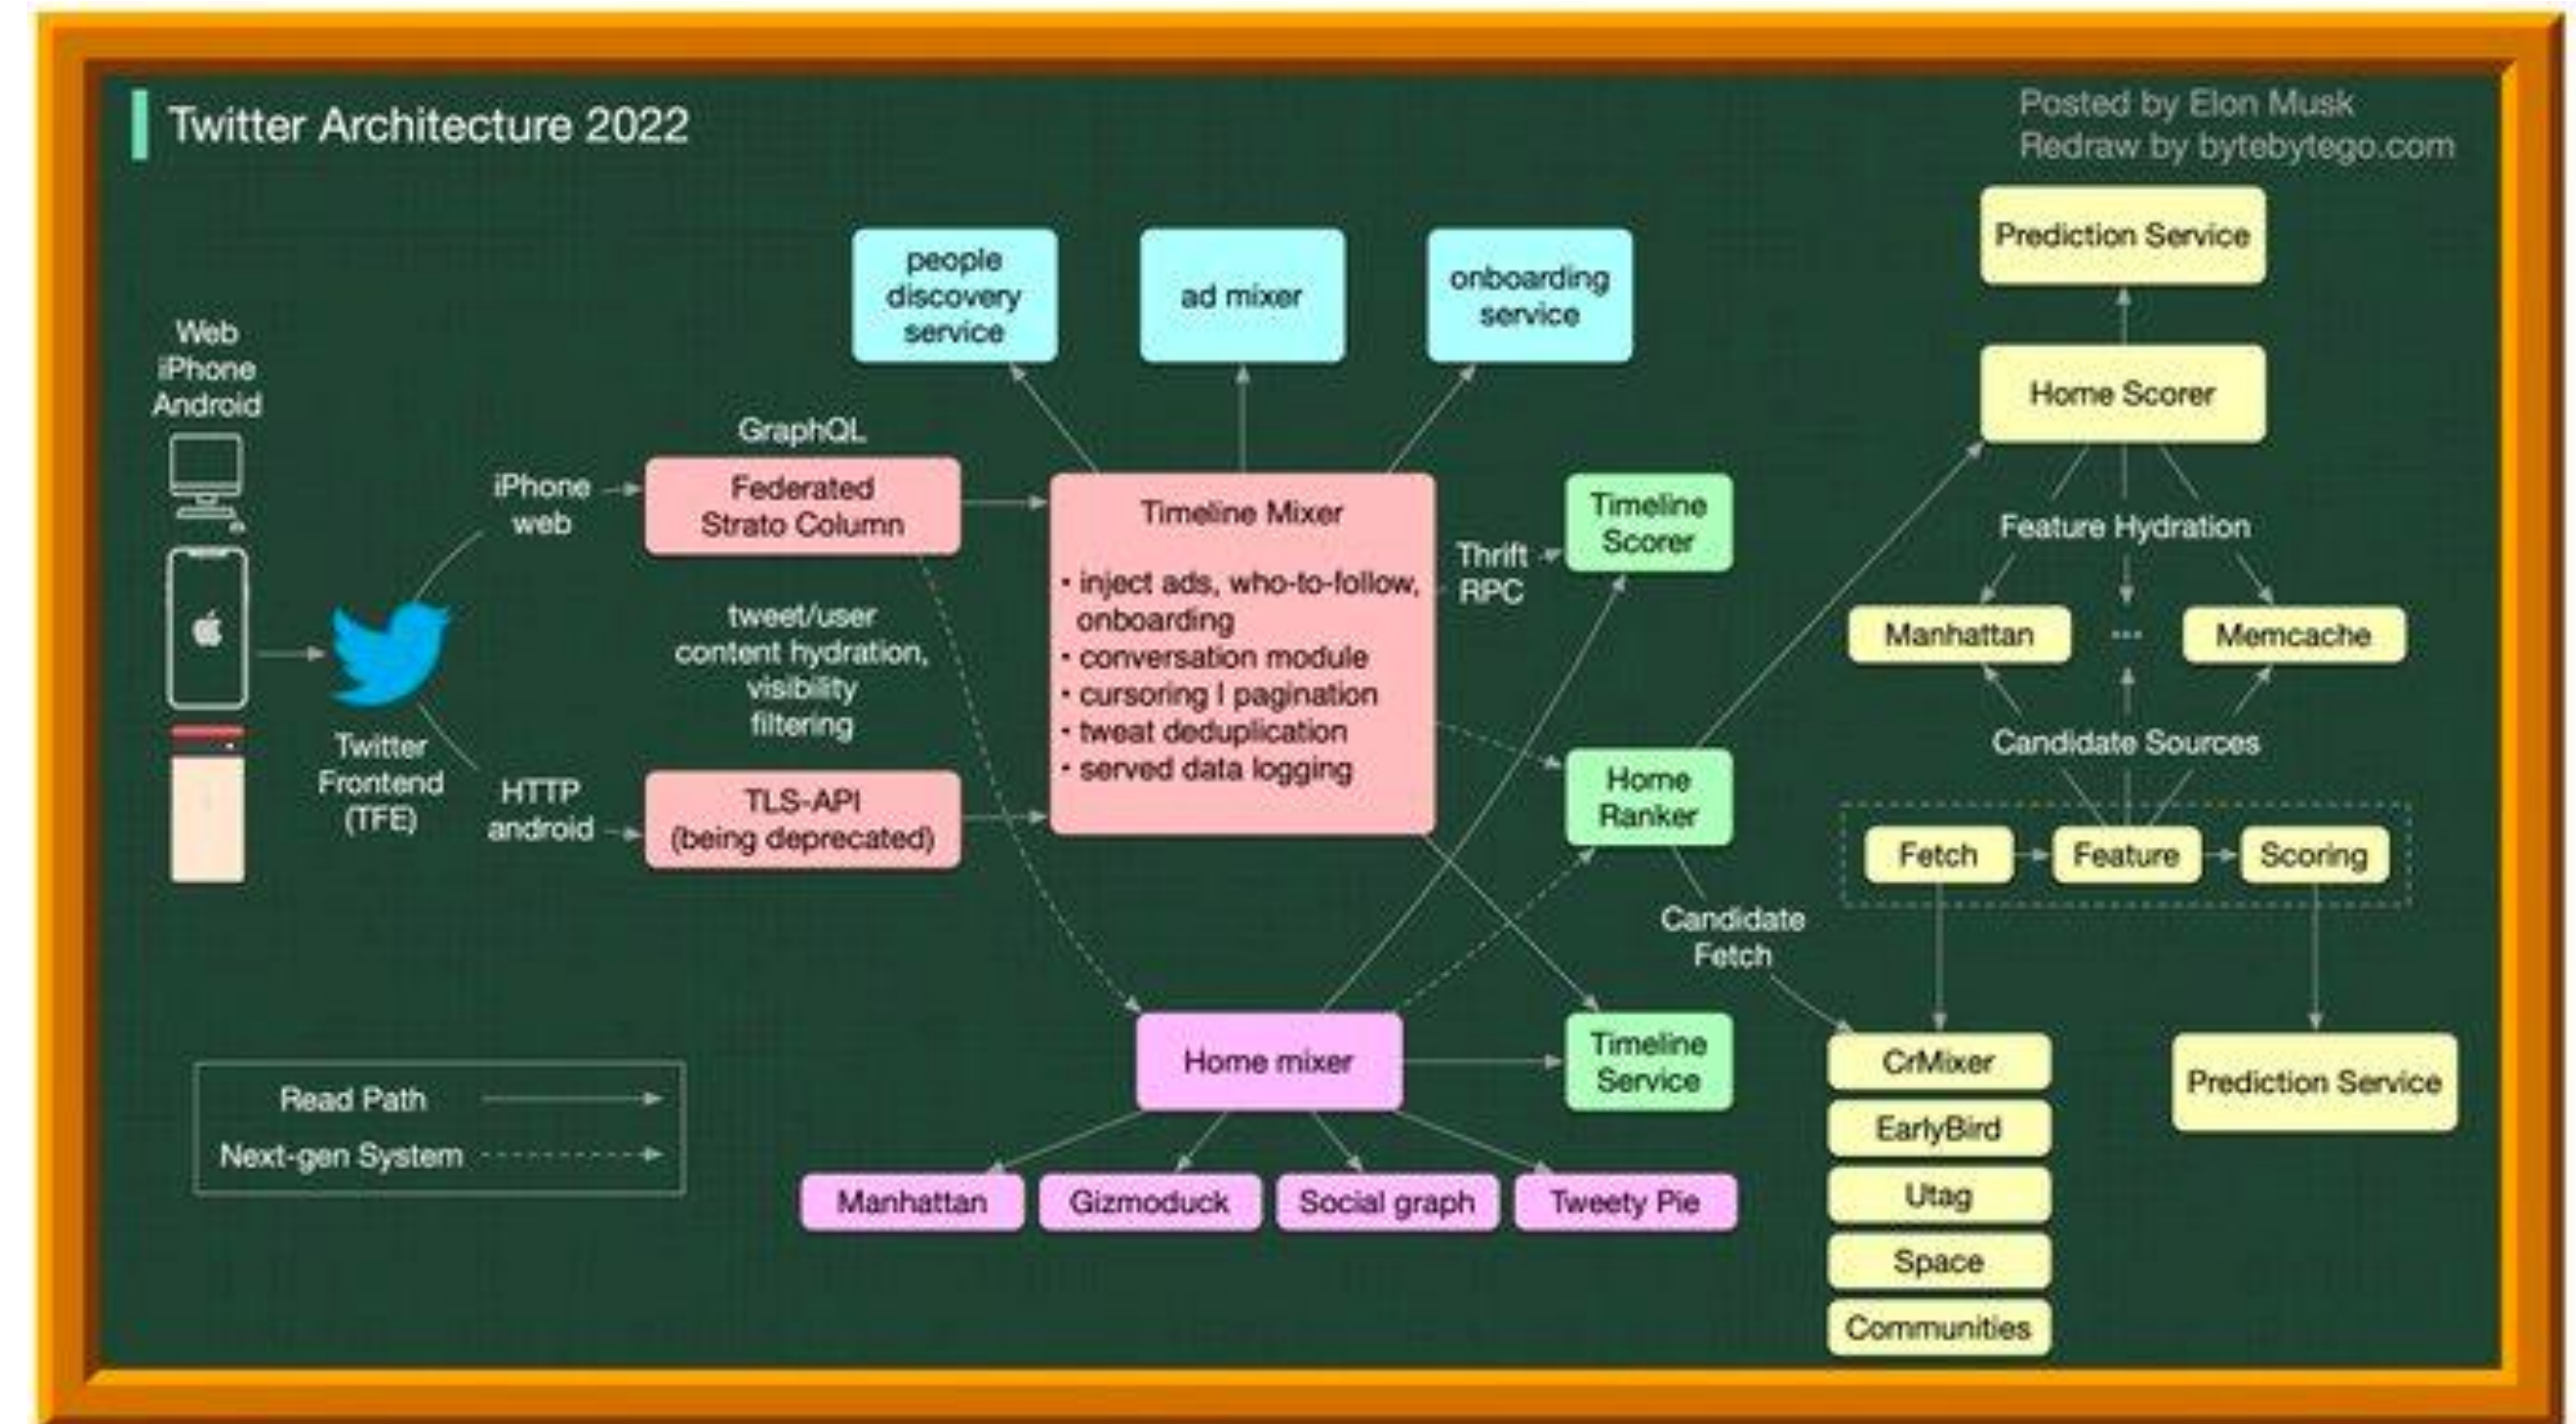 Twitter Architecture 2022
Posted by Elon Musk
Redraw by bytebytego.com
Web
iPhone
Android
Twitter
Frontend
(TFE)
iPhone
web
HTTP
android
GraphQL
Federated
Strato Column
tweet/user
content hydration,
visibility
filtering
TLS-API
(being deprecated)
people
discovery
service
ad mixer
onboarding
service
Timeline Mixer
• inject ads, who-to-follow,
onboarding
• conversation module
• cursoring I pagination
• tweat deduplication
• served data logging
Thrift
RPC
Timeline
Scorer
Home
Ranker
Timeline
Service
Candidate
Fetch
Home mixer
Manhattan
Gizmoduck
Social graph
Tweety Pie
Prediction Service
Home Scorer
Feature Hydration
Manhattan
...
Memcache
Candidate Sources
Fetch
Feature
Scoring
CrMixer
EarlyBird
Utag
Space
Communities
Prediction Service
Read Path
Next-gen System